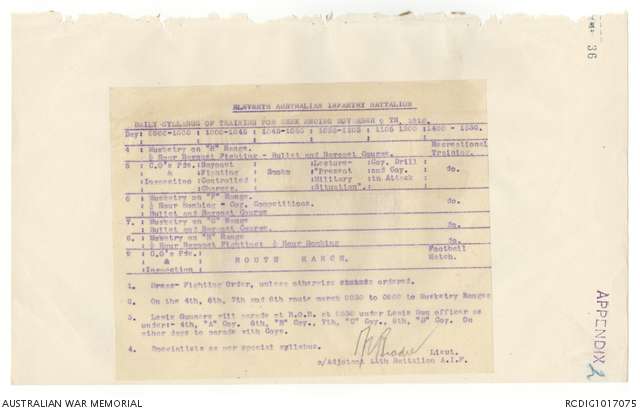 36
ELEVENTH AUSTRALIAN INFANTRY BATTALION
DAILY SYLLABUS OF TRAINING FOR WEEK ENDING NOVEMBER 9 TH, 1918.
Day: 0900-1000 : 1000-1045 : 1045-1050 : 1050-1105 : 1105 1200 :1400 - 1530.
4 : Musketry on "H" Range. Recreational
: ½ Hour Bayonet Fighting - Bullet and Bayonet Course. Training.
5 : C.O's Pde. :Bayonet : :Lecture- :Coy. Drill :
: & :Fighting : Smoke :"Present :and Coy. : do.
:Inspection :Controlled: :Military :in Attack :
: :Charges. : :Situation". :
6 : Musketry on "F" Range.
: ½ Hour Bombing - Coy. Competitions. do.
Bullet and Bayonet Course
7. : Musketry on "G" Range
Bullet and Bayonet Course. Do.
8. : Musketry on "H" Range
: ½ Hour Bayonet Fighting: ½ Hour Bombing Do.
9 : C.O's Pde. : Football
: & : ROUTE MARCH. Match.
:Inspection :
1. Dress- Fighting Order, unless otherwise ordered.
2. On the 4th, 6th, 7th and 8th route march 0830 to 0900 to Musketry Ranges
3. Lewis Gunners will parade at B.O.R. at 0830 under Lewis Gun officer as
under:- 4th, "A" Coy. 6th, "B" Coy., 7th, "C" Coy., 8th, "D" Coy. On
other days to parade with Coys.
4. Specialists as per special syllabus.
Lieut.
a/Adjutant 11th Battalion A.I.F.
APPENDIX 2
AUSTRALIAN WAR MEMORIAL
RCDIG1017075